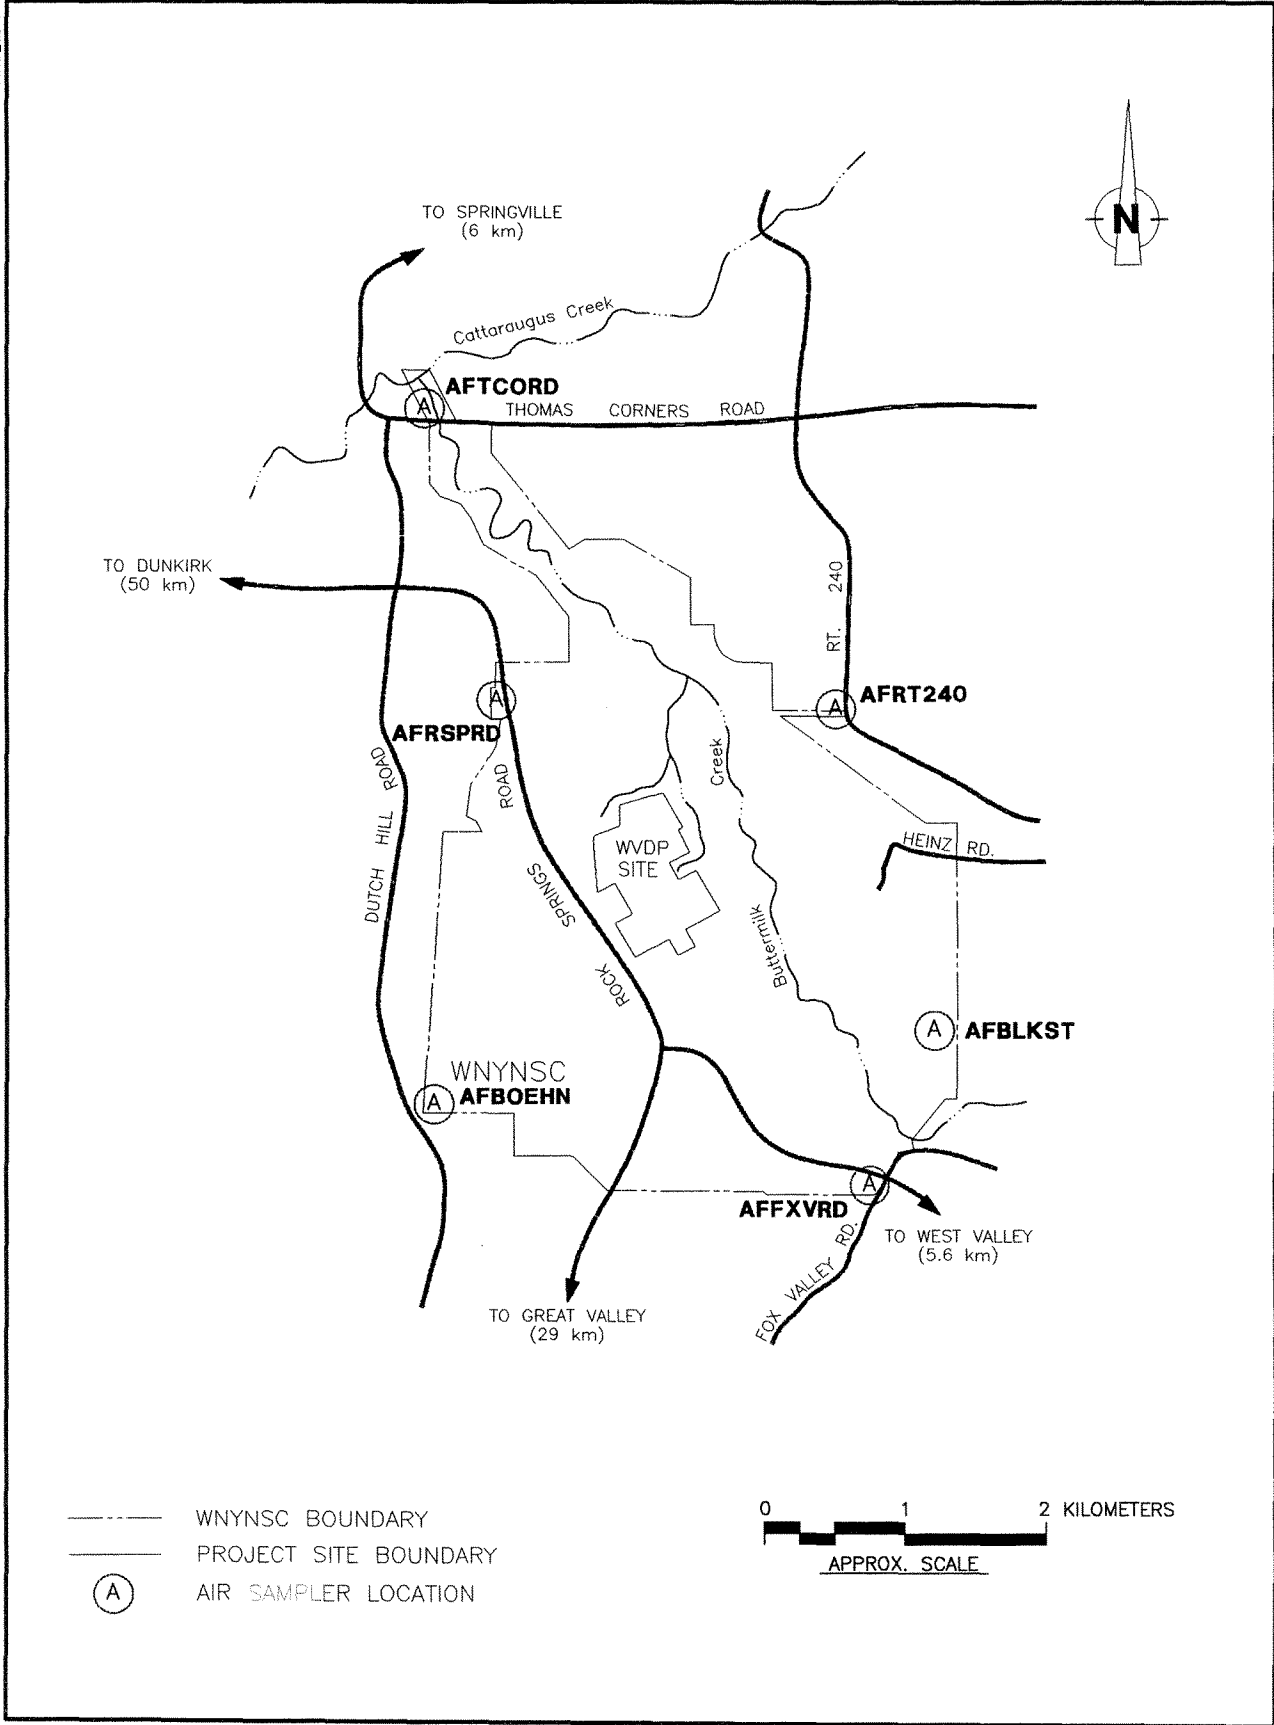 N
TO SPRINGVILLE
(6 km)
Cattaraugus Creek
AFTCORD
A
THOMAS CORNERS ROAD
TO DUNKIRK
(50 km)
RT. 240
A
AFRSPRD
A
AFRT240
DUTCH HILL ROAD
ROCK SPRINGS ROAD
Buttermilk Creek
WVDP
SITE
HEINZ RD.
A
AFBLKST
WNYNSC
A
AFBOEHN
A
AFFXVRD
FOX VALLEY RD.
TO WEST VALLEY
(5.6 km)
TO GREAT VALLEY
(29 km)
WNYNSC BOUNDARY
PROJECT SITE BOUNDARY
A
AIR SAMPLER LOCATION
0 1 2 KILOMETERS
APPROX. SCALE